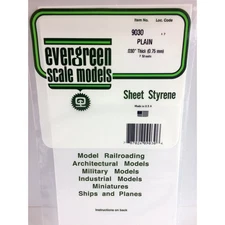 Item No. Loc. Code
9030
PLAIN
.030" Thick (0.75 mm)
evergreen
scale models
Sheet Styrene
Made in U S A
Model Railroading
Architectural Models
Military Models
Industrial Models
Miniatures
Ships and Planes
Instructions on back